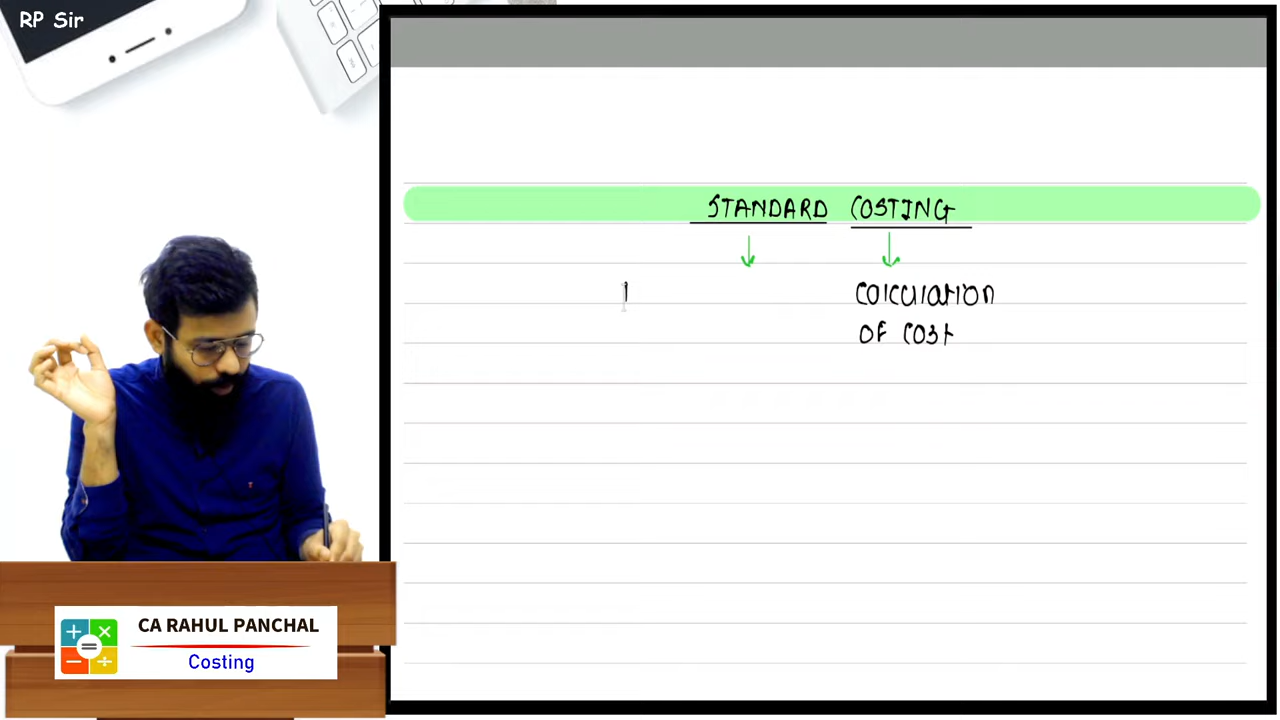 RP Sir
STANDARD COSTING
Calculation
OF Cost
CA RAHUL PANCHAL
Costing